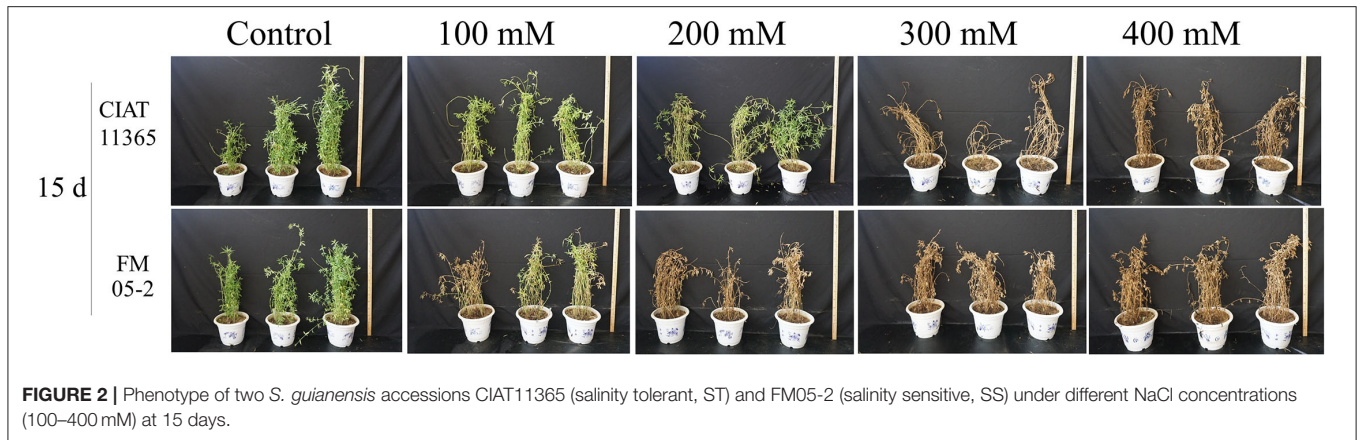 Control 100 mM 200 mM 300 mM 400 mM
CIAT
11365
15 d
FM
05-2
FIGURE 2 | Phenotype of two S. guianensis accessions CIAT11365 (salinity tolerant, ST) and FM05-2 (salinity sensitive, SS) under different NaCl concentrations
(100–400 mM) at 15 days.